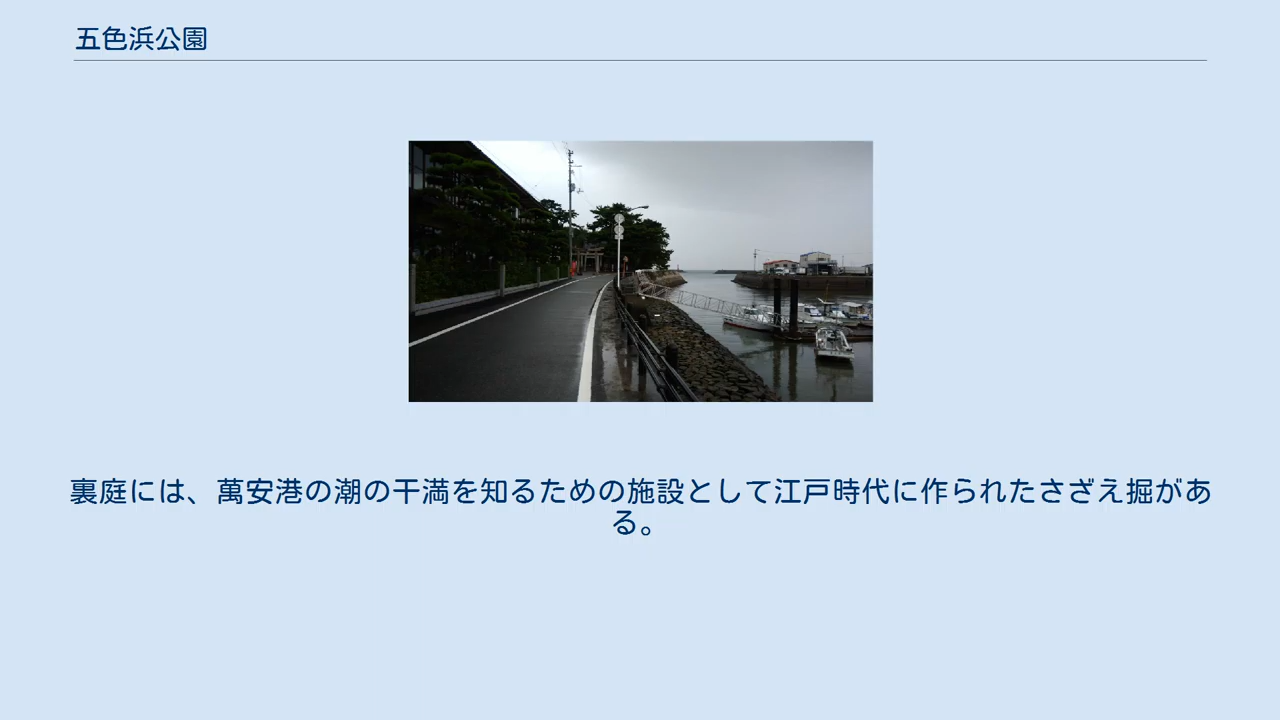 五色浜公園
裏庭には、萬安港の潮の干満を知るための施設として江戸時代に作られたさざえ掘があ
る。